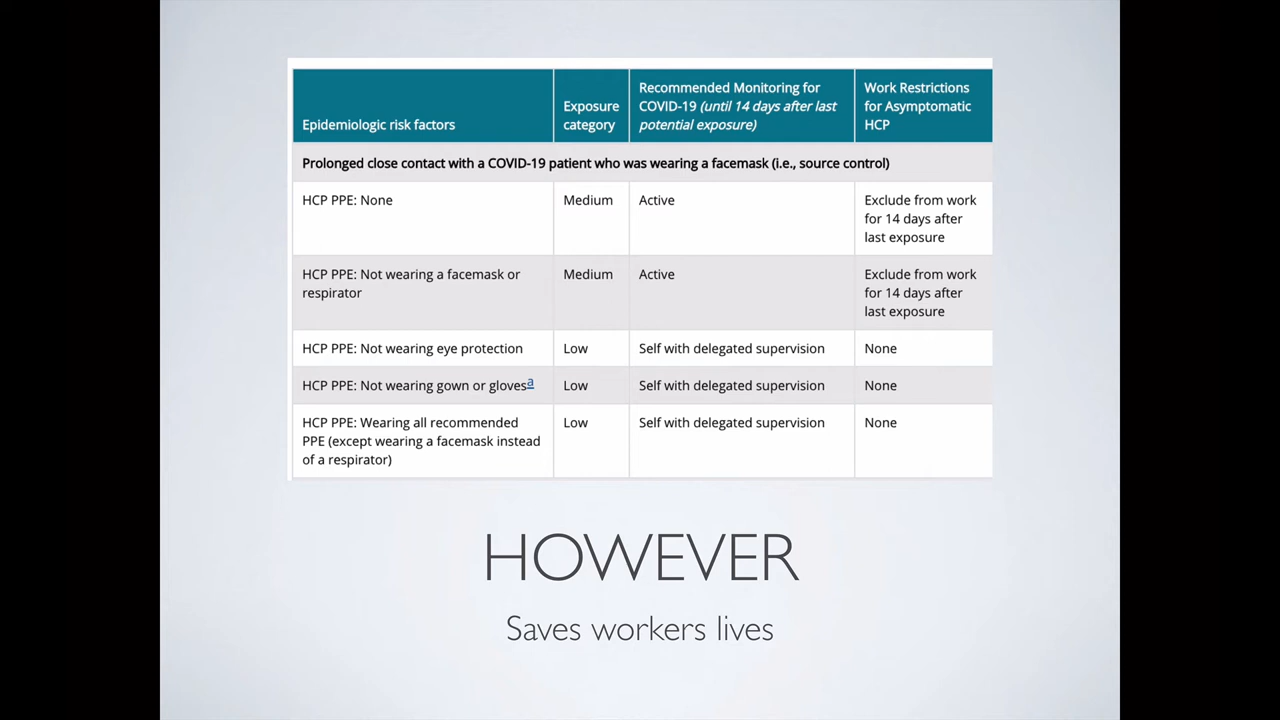 Epidemiologic risk factors
Exposure
category
Recommended Monitoring for
COVID-19 (until 14 days after last
potential exposure)
Work Restrictions
for Asymptomatic
HCP
Prolonged close contact with a COVID-19 patient who was wearing a facemask (i.e., source control)
HCP PPE: None
Medium
Active
Exclude from work
for 14 days after
last exposure
HCP PPE: Not wearing a facemask or
respirator
Medium
Active
Exclude from work
for 14 days after
last exposure
HCP PPE: Not wearing eye protection
Low
Self with delegated supervision
None
HCP PPE: Not wearing gown or glovesa
Low
Self with delegated supervision
None
HCP PPE: Wearing all recommended
PPE (except wearing a facemask instead
of a respirator)
Low
Self with delegated supervision
None
HOWEVER
Saves workers lives